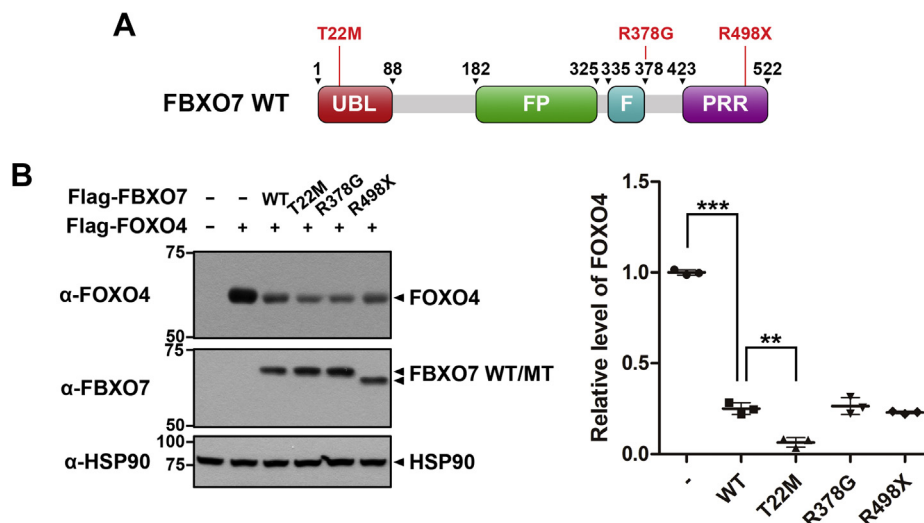 A
T22M R378G R498X
1 88 182 325 335 378 423 522
FBXO7 WT UBL FP F PRR
B
Flag-FBXO7 – – WT T22M R378G R498X
Flag-FOXO4 – + + + + +
75
α-FOXO4 FOXO4
50
75
α-FBXO7 FBXO7 WT/MT
50
100
α-HSP90 75 HSP90
Relative level of FOXO4
1.5
1.0
0.5
0.0
***
**
- WT T22M R378G R498X